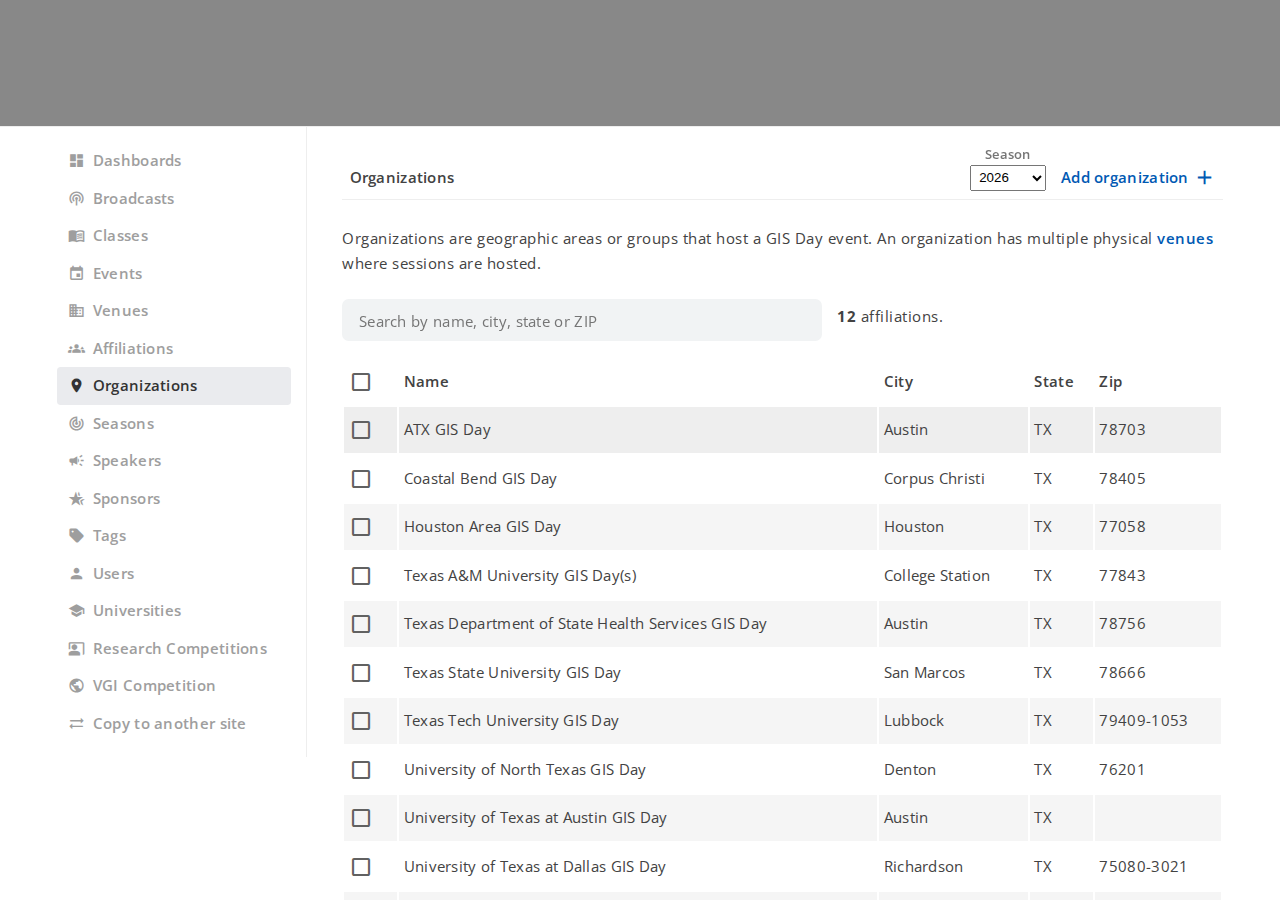 Dashboards
Broadcasts
Classes
Events
Venues
Affiliations
Organizations
Seasons
Speakers
Sponsors
Tags
Users
Universities
Research Competitions
VGI Competition
Copy to another site
Organizations
Season
2026
Add organization
Organizations are geographic areas or groups that host a GIS Day event. An organization has multiple physical venues
where sessions are hosted.
Search by name, city, state or ZIP
12 affiliations.
Name City State Zip
ATX GIS Day Austin TX 78703
Coastal Bend GIS Day Corpus Christi TX 78405
Houston Area GIS Day Houston TX 77058
Texas A&M University GIS Day(s) College Station TX 77843
Texas Department of State Health Services GIS Day Austin TX 78756
Texas State University GIS Day San Marcos TX 78666
Texas Tech University GIS Day Lubbock TX 79409-1053
University of North Texas GIS Day Denton TX 76201
University of Texas at Austin GIS Day Austin TX
University of Texas at Dallas GIS Day Richardson TX 75080-3021